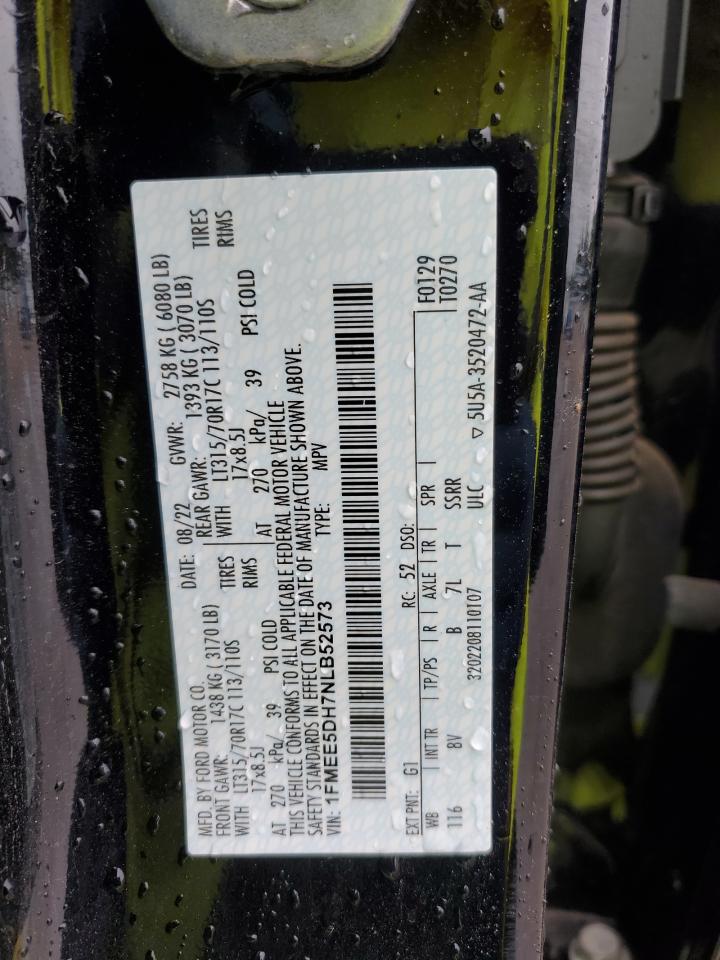 MFD. BY FORD MOTOR CO. DATE: 08/22 GVWR: 2758 KG ( 6080 LB)
FRONT GAWR: 1438 KG ( 3170 LB) REAR GAWR: 1393 KG ( 3070 LB)
WITH LT315/70R17C 113/110S TIRES WITH LT315/70R17C 113/110S TIRES
17x8.5J RIMS 17x8.5J RIMS
AT 270 kPa/ 39 PSI COLD AT 270 kPa/ 39 PSI COLD
THIS VEHICLE CONFORMS TO ALL APPLICABLE FEDERAL MOTOR VEHICLE
SAFETY STANDARDS IN EFFECT ON THE DATE OF MANUFACTURE SHOWN ABOVE.
VIN: 1FMEE5DH7NLB52573 TYPE: MPV
EXT PNT: G1 RC: 52 DSO: F0129
WB INT TR TP/PS R AXLE TR SPR T0270
116 8V B 7L T SSRR
3202208110107 ULC ▽ 5U5A-3520472-AA